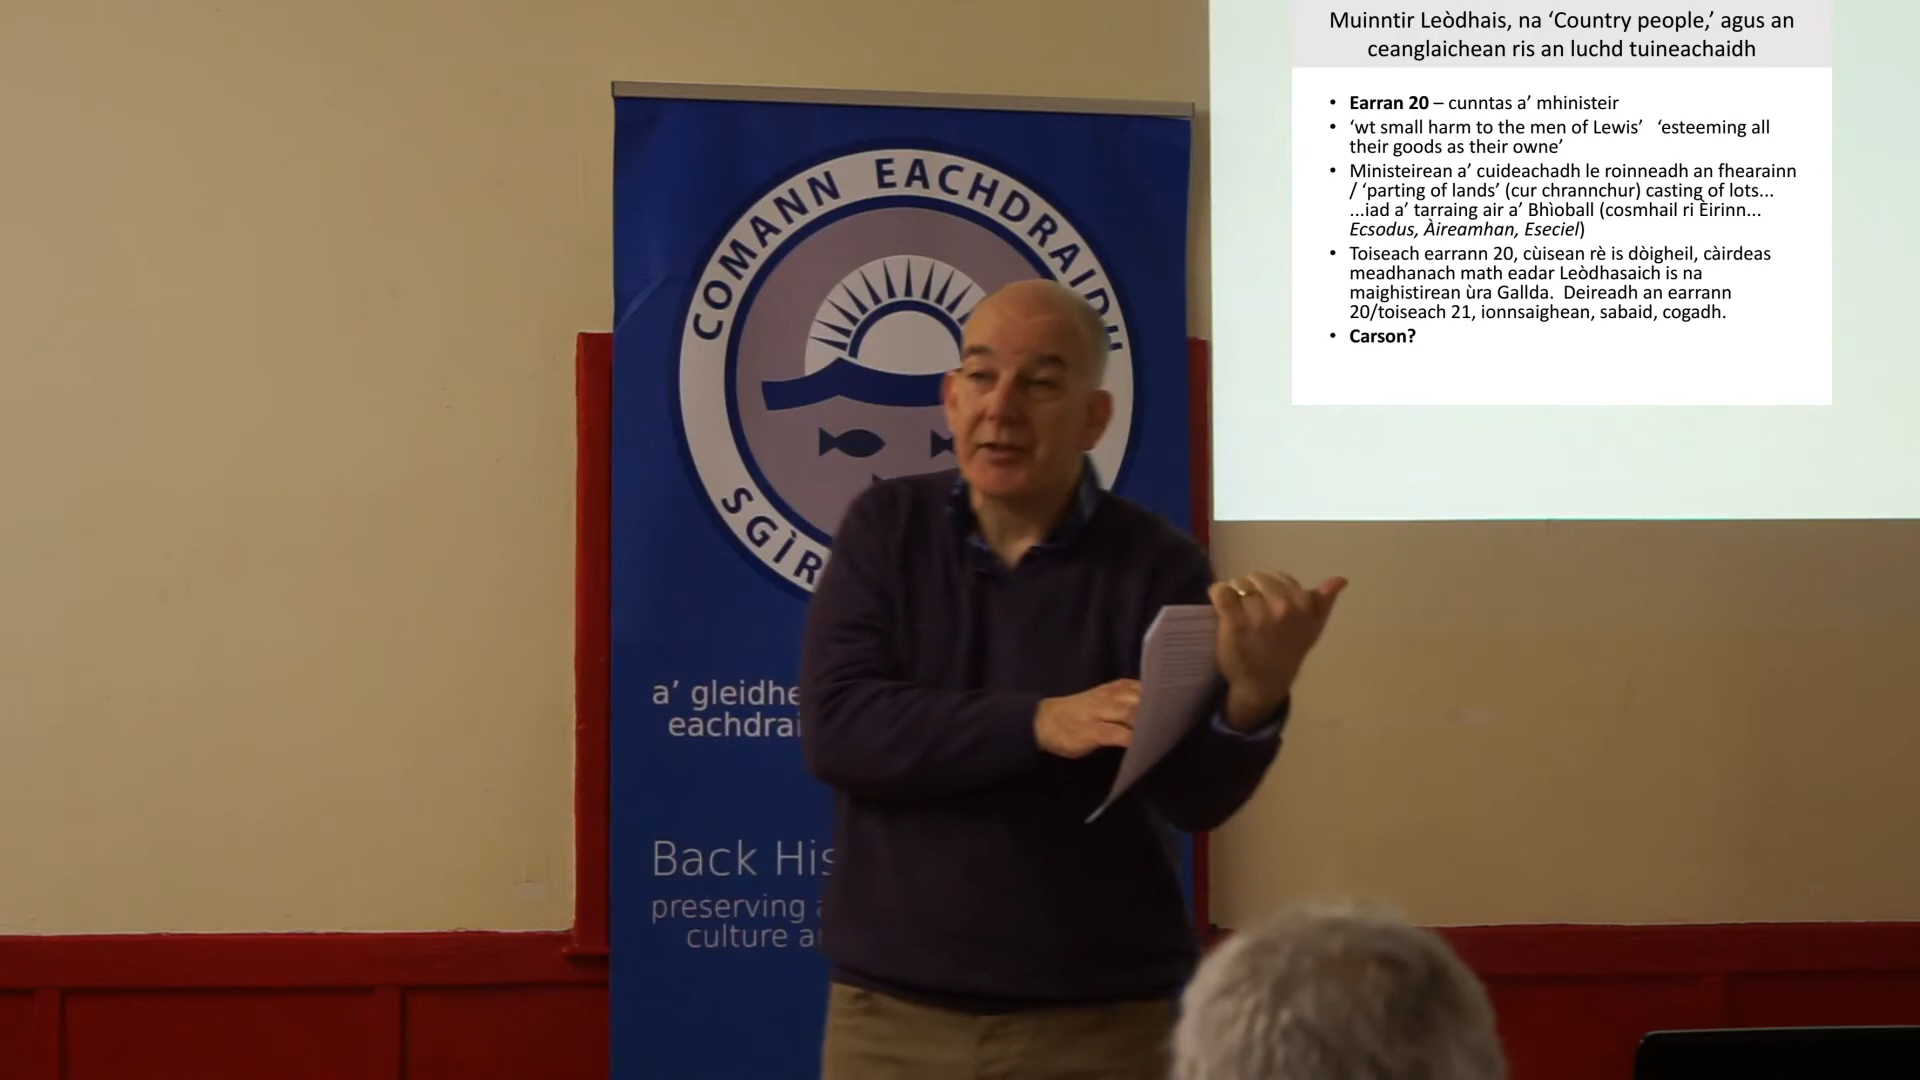 Muinntir Leòdhais, na ‘Country people,’ agus an
ceanglaichean ris an luchd tuineachaidh
• Earran 20 – cunntas a’ mhinisteir
• ‘wt small harm to the men of Lewis’ ‘esteeming all
their goods as their owne’
• Ministeirean a’ cuideachadh le roinneadh an fhearainn
/ ‘parting of lands’ (cur chrannchur) casting of lots...
...iad a’ tarraing air a’ Bhìoball (cosmhail ri Èirinn...
Ecsodus, Àireamhan, Eseciel)
• Toiseach earrann 20, cùisean rè is dòigheil, càirdeas
meadhanach math eadar Leòdhasaich is na
maighistirean ùra Gallda. Deireadh an earrann
20/toiseach 21, ionnsaighean, sabaid, cogadh.
• Carson?
COMANN EACHDRAIDH
SGÌR
a’ gleidhe
eachdrai
Back His
preserving a
culture a